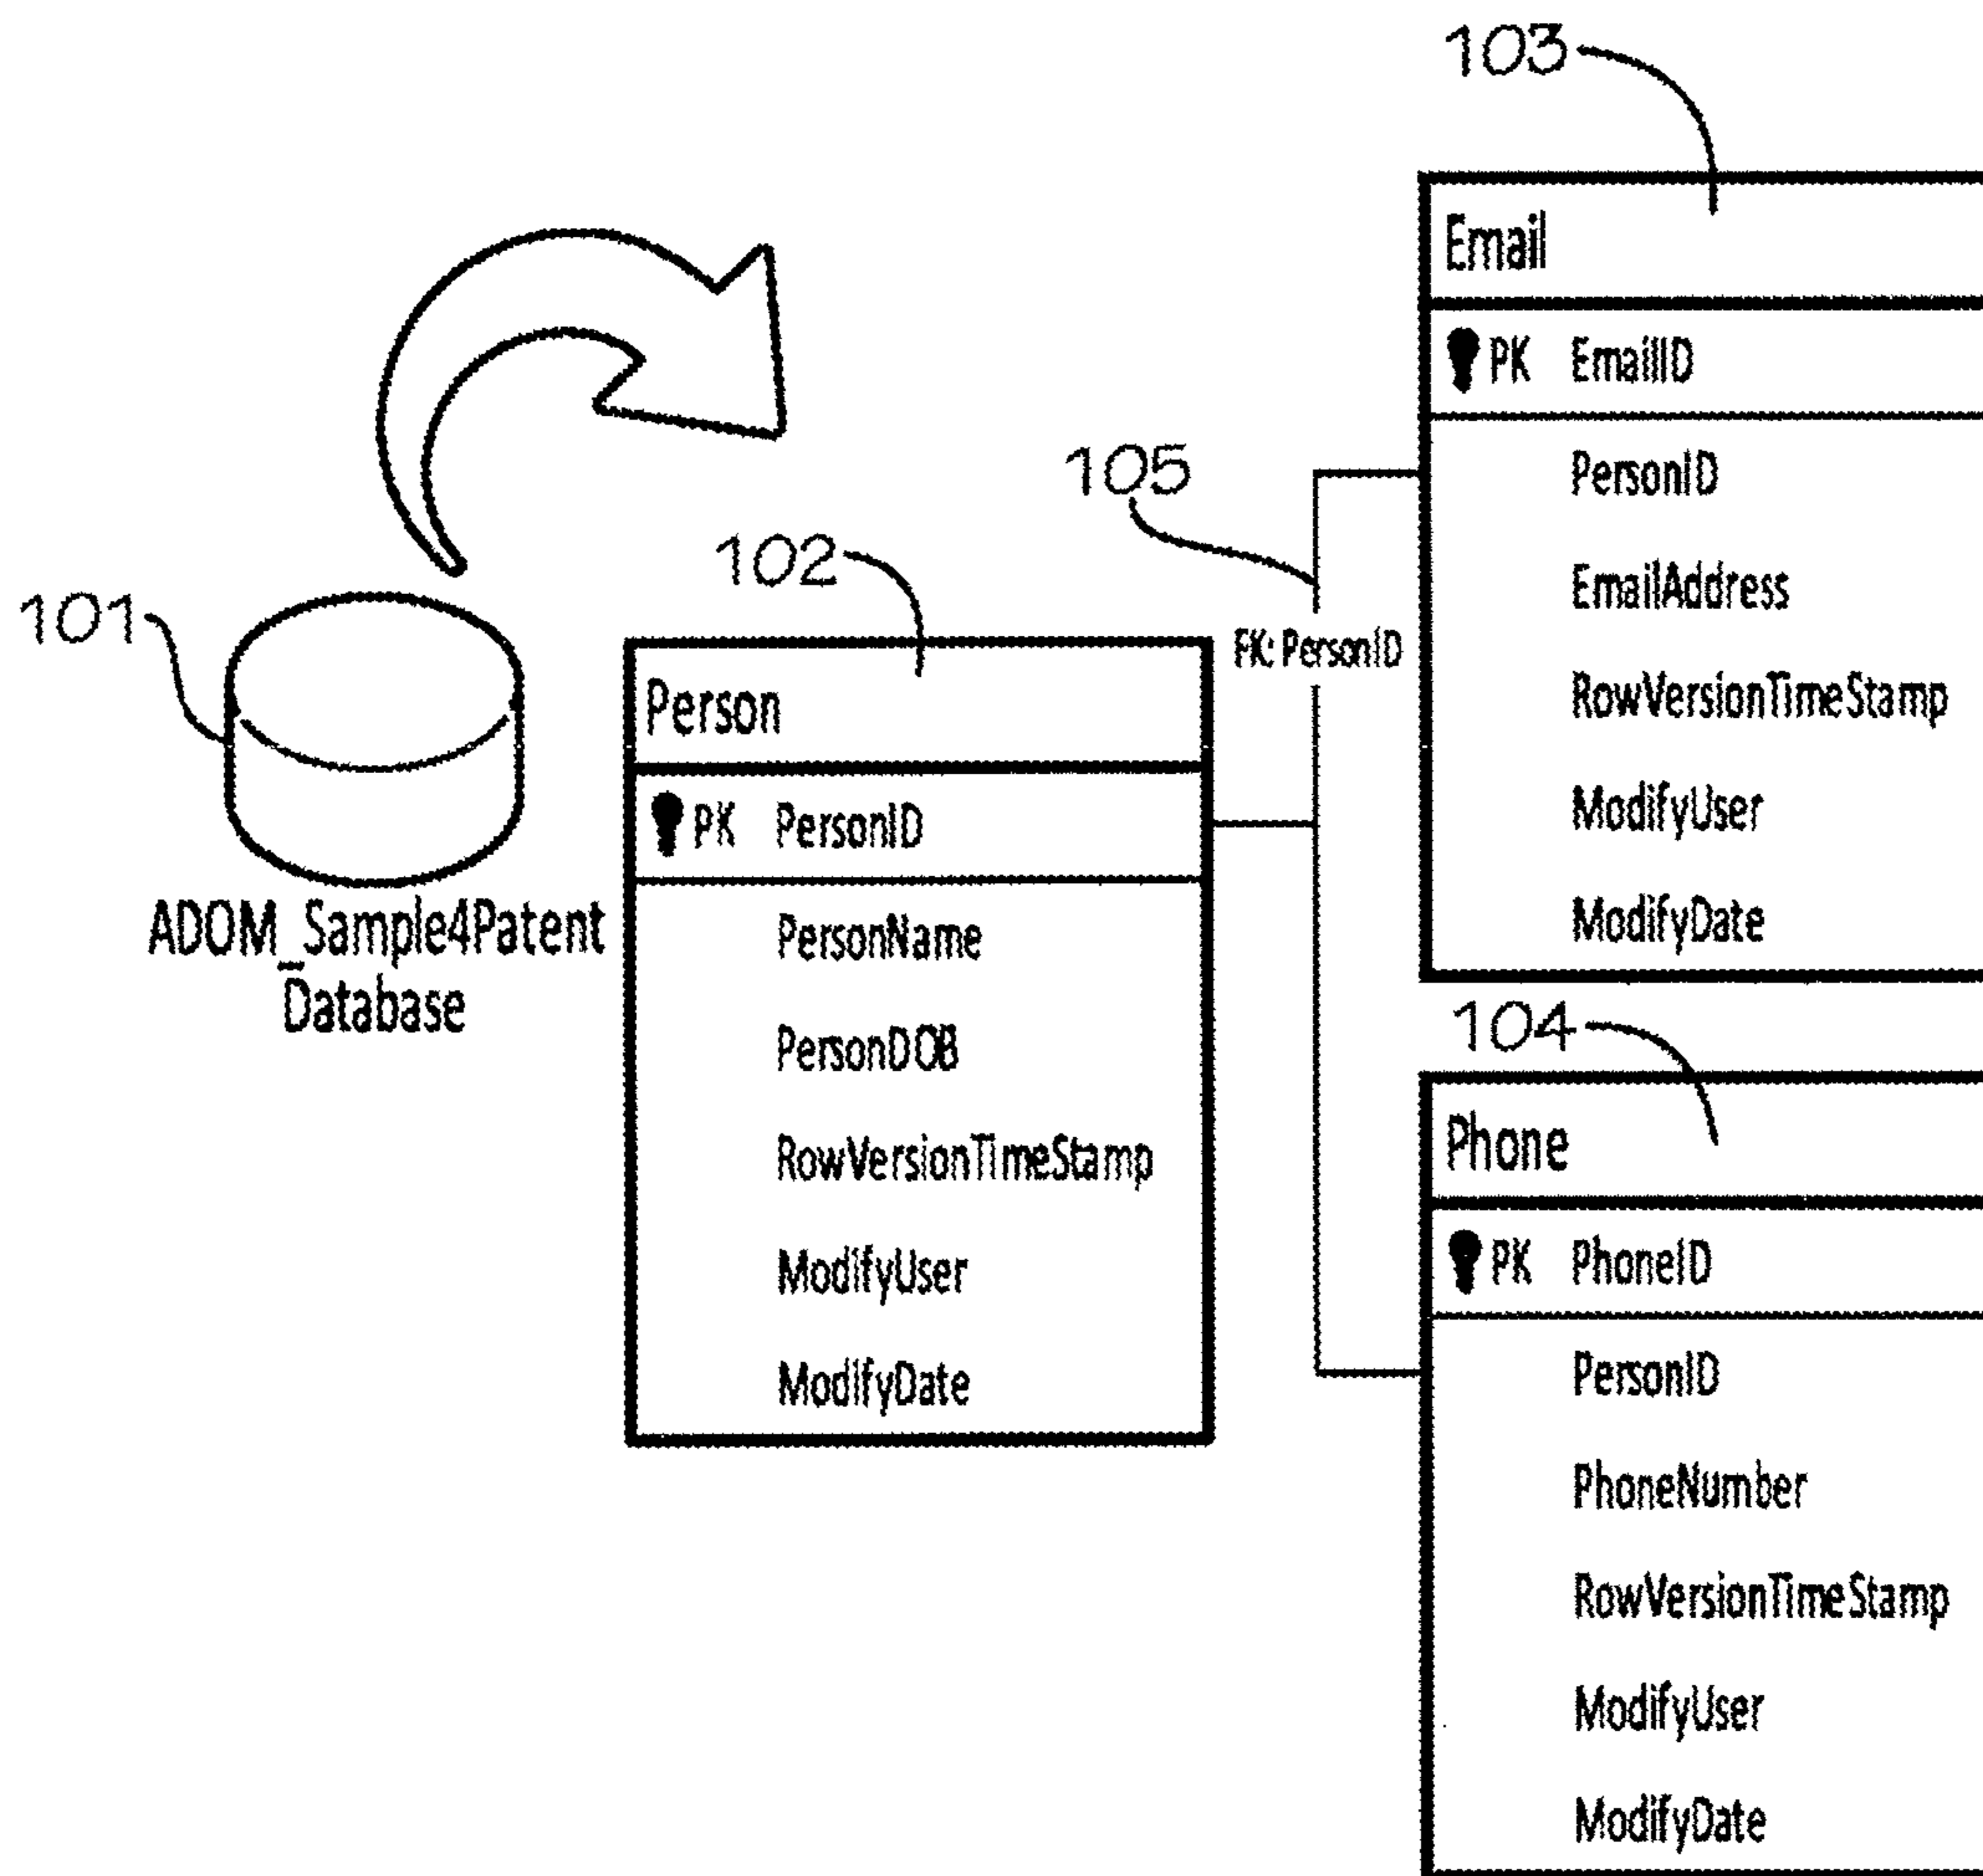 101
ADOM_Sample4Patent
Database
102
Person
PK PersonID
PersonName
PersonDOB
RowVersionTimeStamp
ModifyUser
ModifyDate
105
FK: PersonID
103
Email
PK EmailID
PersonID
EmailAddress
RowVersionTimeStamp
ModifyUser
ModifyDate
104
Phone
PK PhoneID
PersonID
PhoneNumber
RowVersionTimeStamp
ModifyUser
ModifyDate